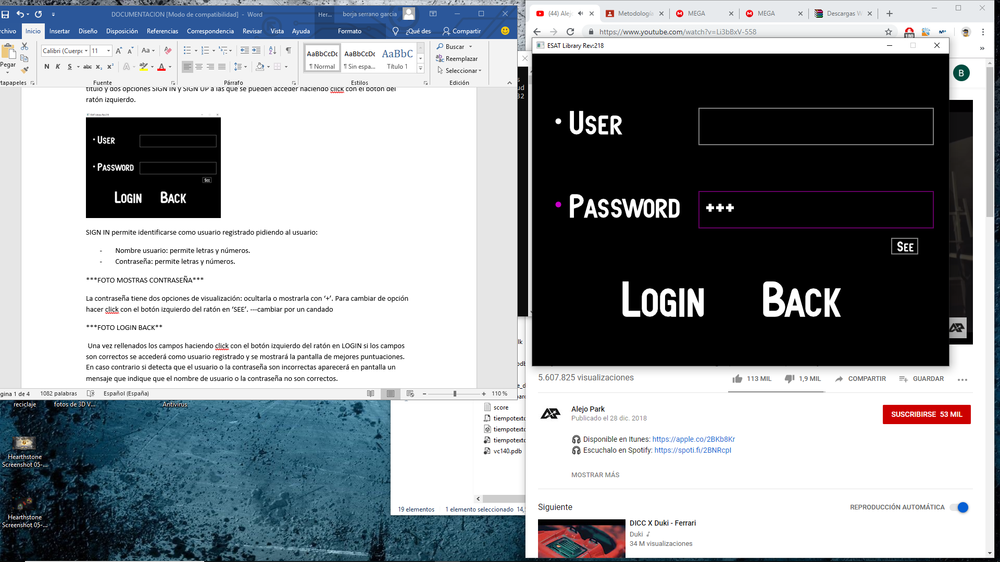 DOCUMENTACION [Modo de compatibilidad] - Word
Her...
borja serrano garcia
rchivo
Inicio
Insertar
Diseño
Disposición
Referencias
Correspondencia
Revisar
Vista
Ayuda
Formato
¿Qué des
Compartir
Pegar
Calibri (Cuerpo
11
Aa
N K S abc x₂ x²
AaBbCcDc
AaBbCcDc
AaBbC
¶ Normal
¶ Sin espa...
Título 1
Buscar
Reemplazar
Seleccionar
rtapapeles
Fuente
Párrafo
Estilos
Edición
título y dos opciones SIGN IN y SIGN UP a las que se pueden acceder haciendo click con el botón del
ratón izquierdo.
ESAT Library Rev:218
• USER
• PASSWORD
SEE
LOGIN
BACK
SIGN IN permite identificarse como usuario registrado pidiendo al usuario:
- Nombre usuario: permite letras y números.
- Contraseña: permite letras y números.
***FOTO MOSTRAS CONTRASEÑA***
La contraseña tiene dos opciones de visualización: ocultarla o mostrarla con ‘+’. Para cambiar de opción
hacer click con el botón izquierdo del ratón en ‘SEE’. ---cambiar por un candado
***FOTO LOGIN BACK**
Una vez rellenados los campos haciendo click con el botón izquierdo del ratón en LOGIN si los campos
son correctos se accederá como usuario registrado y se mostrará la pantalla de mejores puntuaciones.
En caso contrario si detecta que el usuario o la contraseña son incorrectas aparecerá en pantalla un
mensaje que indique que el nombre de usuario o la contraseña no son correctos.
gina 1 de 4
1082 palabras
Español (España)
110 %
reciclaje
fotos de 3D V...
Antivirus
Hearthstone
Screenshot 05-...
Hearthstone
Screenshot 05-...
s
ud
32
lk
pdb
e_d
parc
score
tiempotexto
tiempotexto
tiempotexto
vc140.pdb
19 elementos
1 elemento seleccionado
14,
(44) Alejo
Metodología
MEGA
MEGA
Descargas W
https://www.youtube.com/watch?v=Li3bBxV-558
180
B
ESAT Library Rev:218
• USER
• PASSWORD
+++
SEE
LOGIN
BACK
AP
5.607.825 visualizaciones
113 MIL
1,9 MIL
COMPARTIR
GUARDAR
Alejo Park
Publicado el 28 dic. 2018
SUSCRIBIRSE 53 MIL
Disponible en Itunes: https://apple.co/2BKb8Kr
Escuchalo en Spotify: https://spoti.fi/2BNRcpI
MOSTRAR MÁS
Siguiente
REPRODUCCIÓN AUTOMÁTICA
DICC X Duki - Ferrari
Duki
34 M visualizaciones